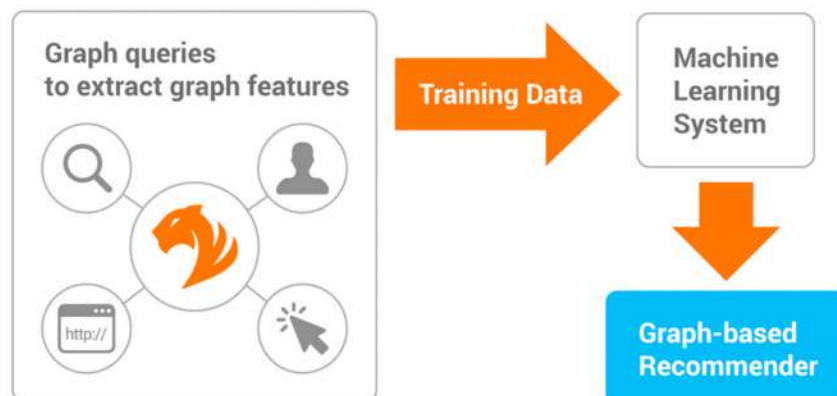 Graph queries
to extract graph features
http://
Training Data
Machine
Learning
System
Graph-based
Recommender